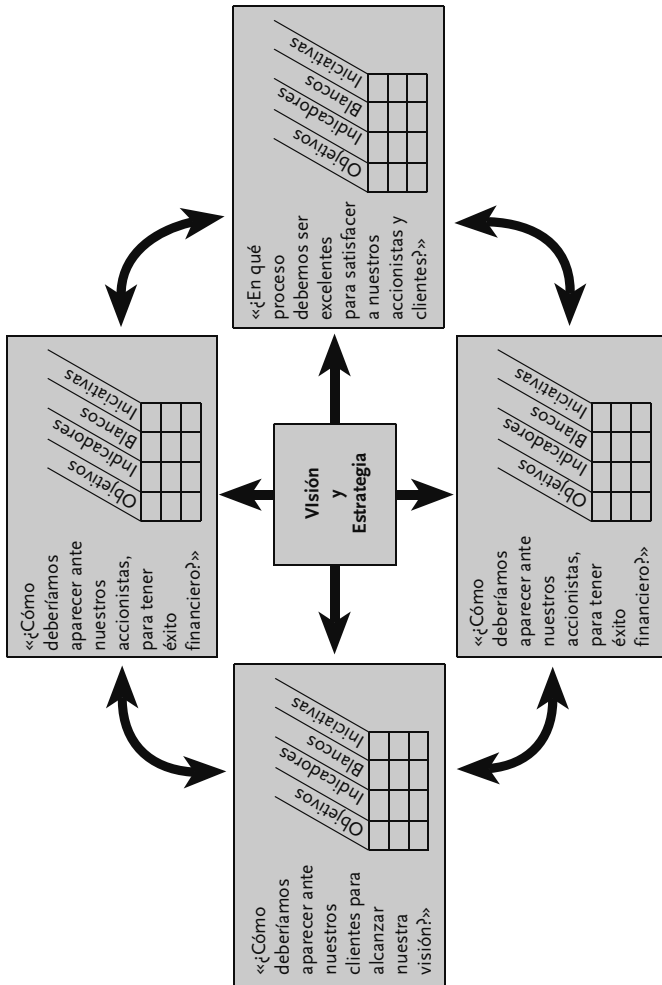 «¿Cómo
deberíamos
aparecer ante
nuestros
accionistas,
para tener
éxito
financiero?»
Objetivos
Indicadores
Blancos
Iniciativas
«¿Cómo
deberíamos
aparecer ante
nuestros
clientes para
alcanzar
nuestra
visión?»
Objetivos
Indicadores
Blancos
Iniciativas
VIsión
y
Estrategia
«¿En qué
proceso
debemos ser
excelentes
para satisfacer
a nuestros
accionistas y
clientes?»
Objetivos
Indicadores
Blancos
Iniciativas
«¿Cómo
deberíamos
aparecer ante
nuestros
accionistas,
para tener
éxito
financiero?»
Objetivos
Indicadores
Blancos
Iniciativas